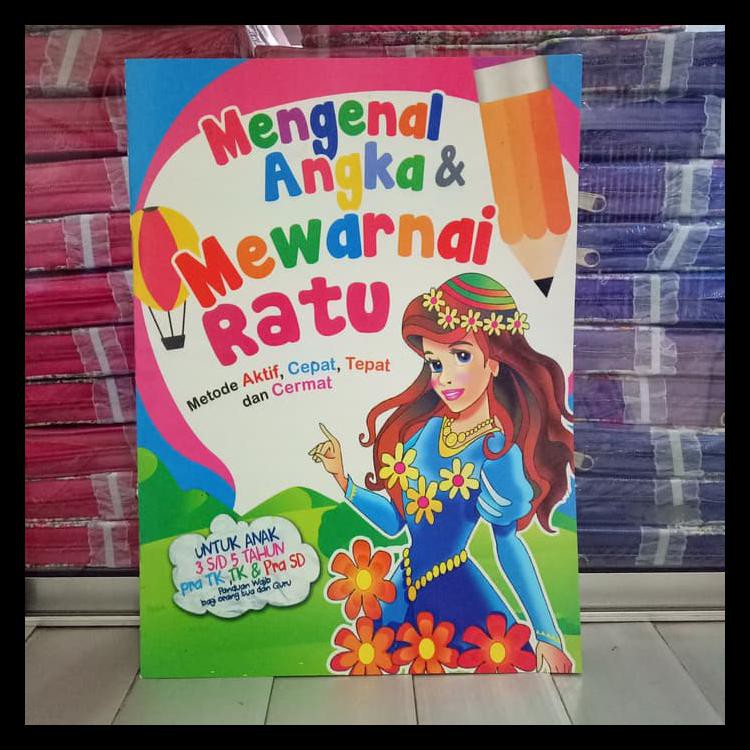 Mengenal
Angka &
Mewarnai
Ratu
Metode Aktif, Cepat, Tepat
dan Cermat
UNTUK ANAK
3 S/D 5 TAHUN
pra TK ,TK & Pra SD
Panduan Wajib
bagi orang tua dan Guru